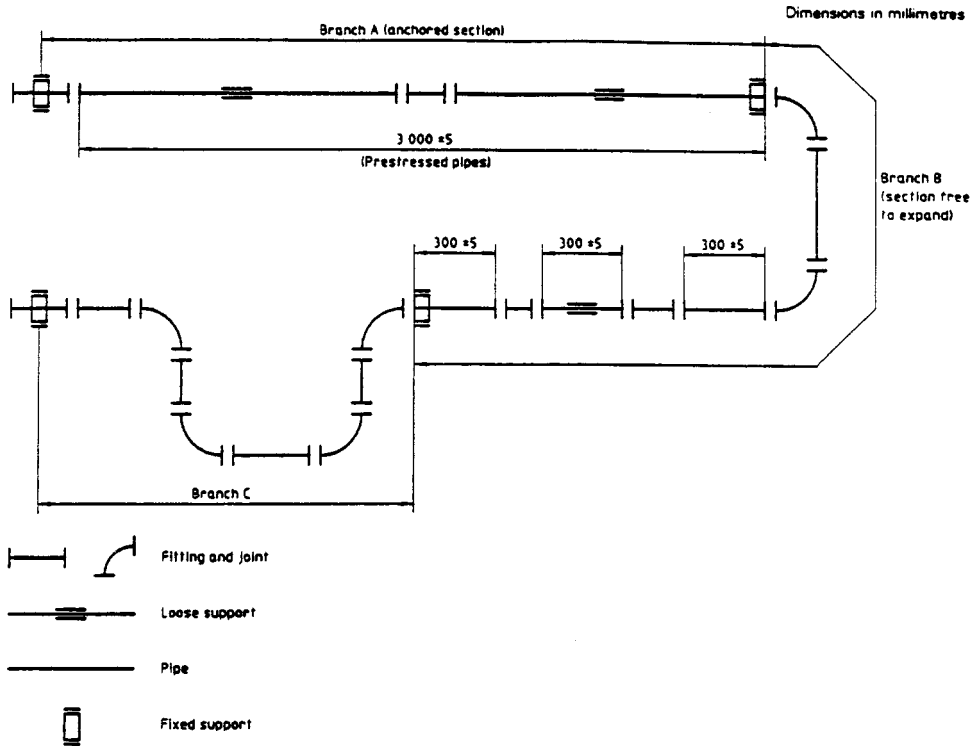 Dimensions in millimetres
Branch A (anchored section)
3 000 ±5
(Prestressed pipes)
Branch B
(section free
to expand)
300 ±5
300 ±5
300 ±5
Branch C
Fitting and joint
Loose support
Pipe
Fixed support